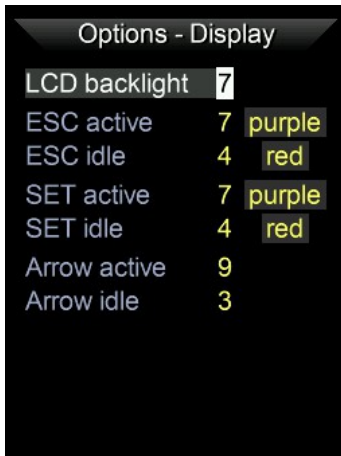 Options - Display
LCD backlight 7
ESC active 7 purple
ESC idle 4 red
SET active 7 purple
SET idle 4 red
Arrow active 9
Arrow idle 3